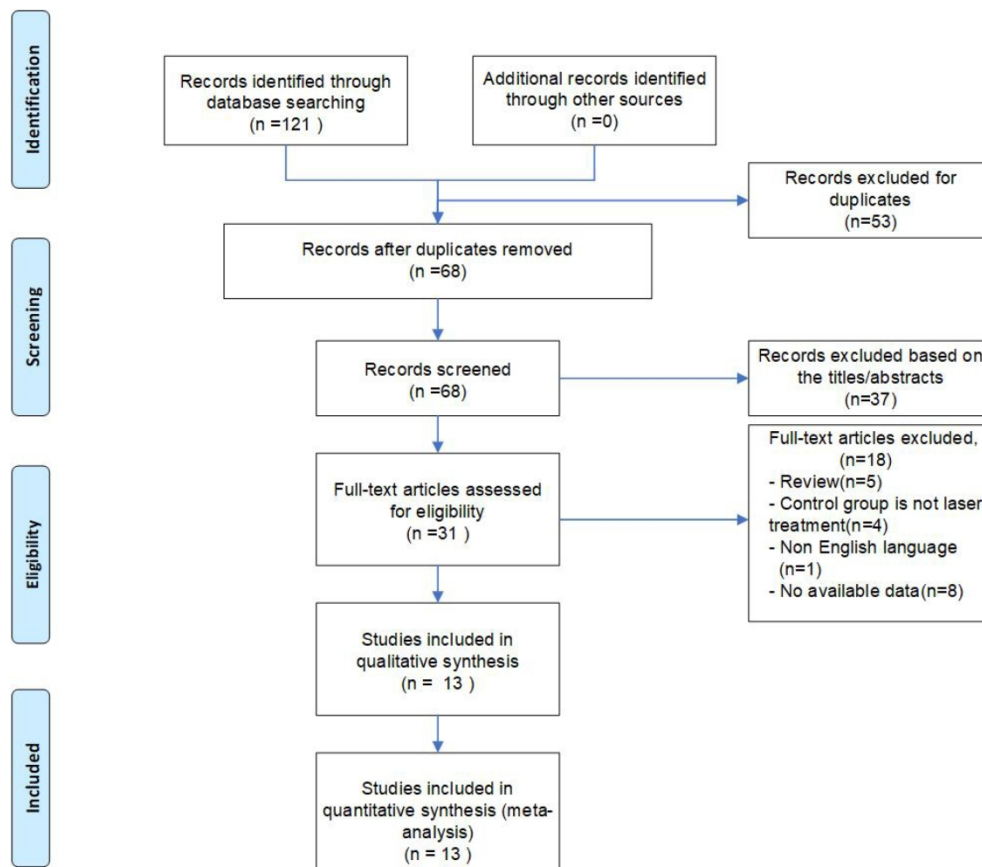 Identification
Records identified through
database searching
(n =121 )
Additional records identified
through other sources
(n =0)
Records excluded for
duplicates
(n=53)
Screening
Records after duplicates removed
(n =68)
Records screened
(n=68)
Records excluded based on
the titles/abstracts
(n=37)
Eligibility
Full-text articles assessed
for eligibility
(n =31 )
Full-text articles excluded,
(n=18)
- Review(n=5)
- Control group is not laser
treatment(n=4)
- Non English language
(n=1)
- No available data(n=8)
Studies included in
qualitative synthesis
(n = 13 )
Included
Studies included in
quantitative synthesis (meta-
analysis)
(n = 13 )